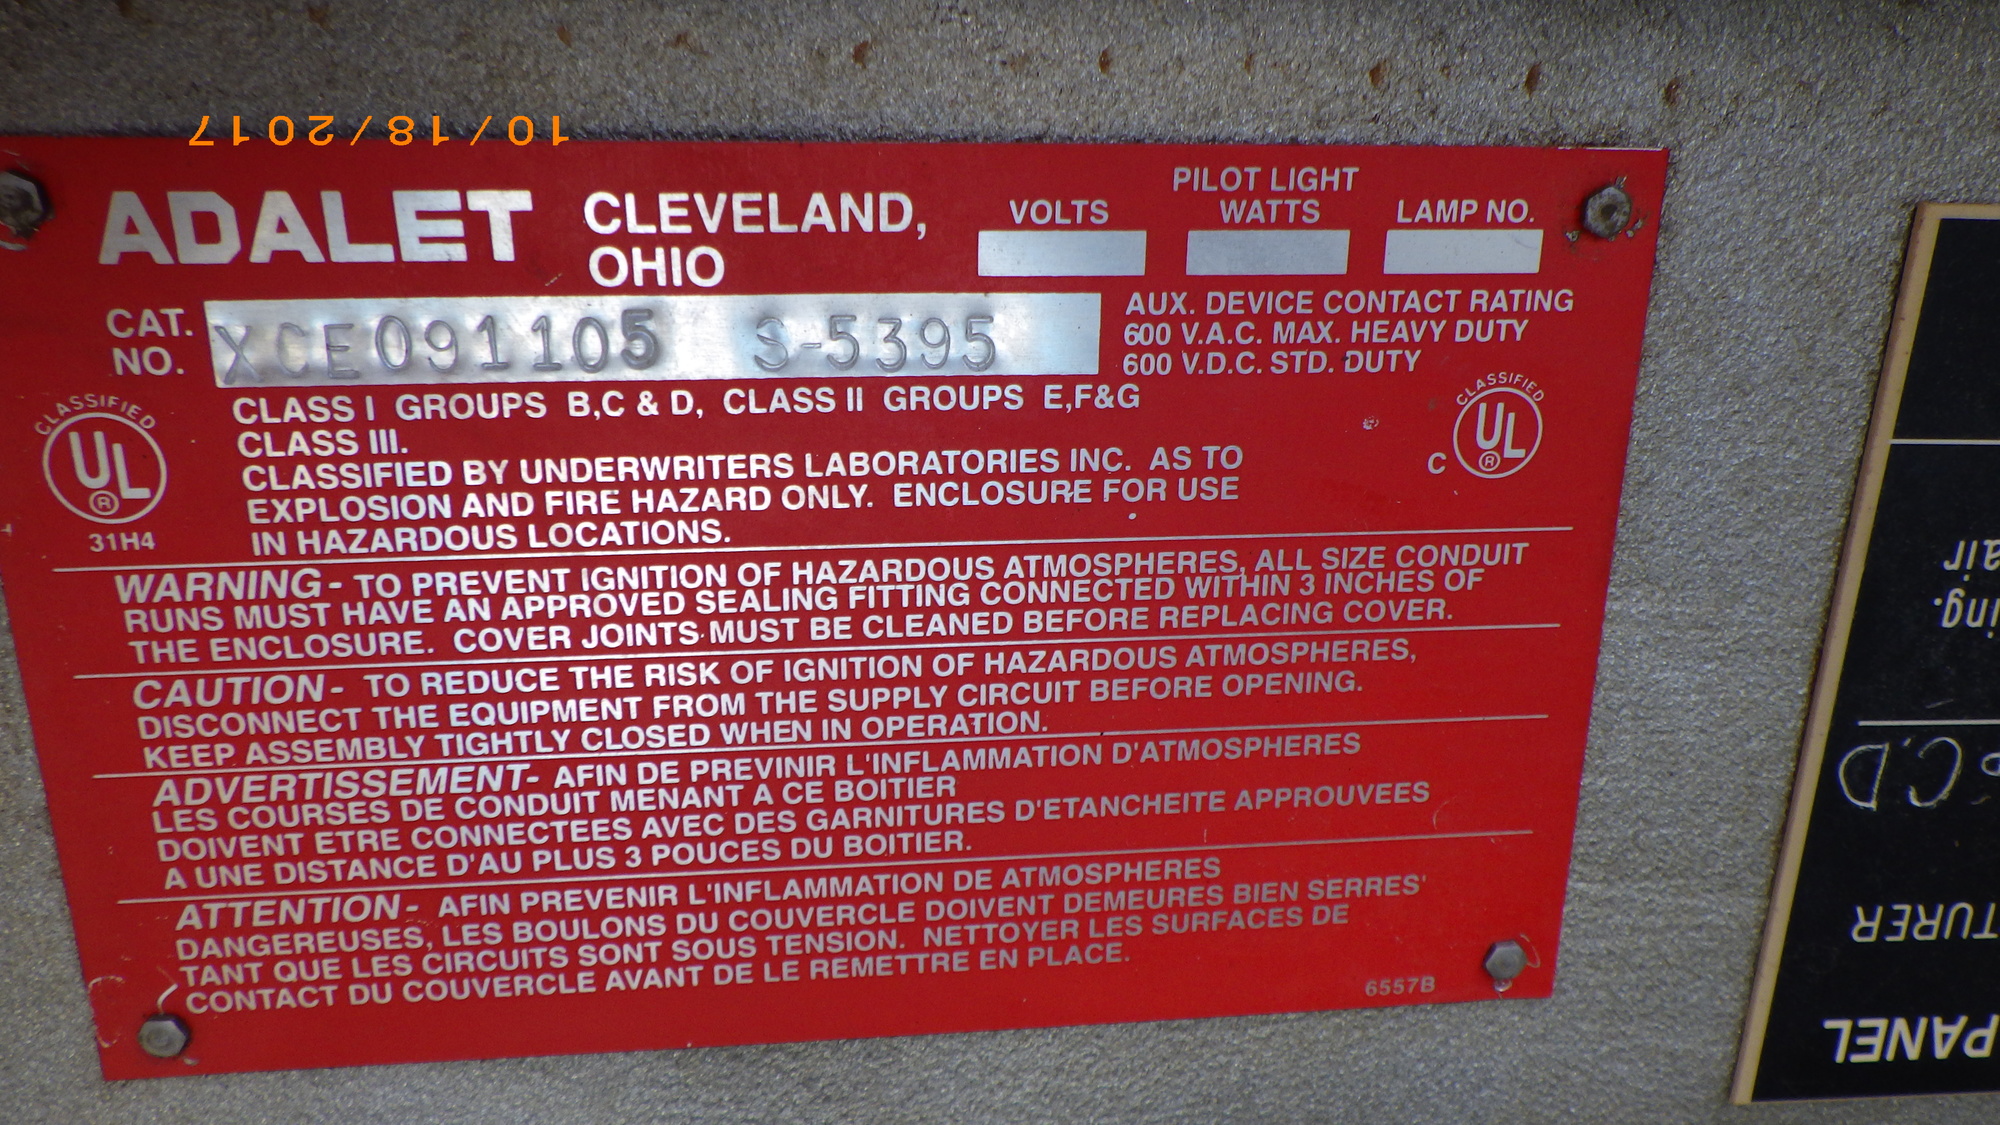 10/18/2017
ADALET CLEVELAND, OHIO
PILOT LIGHT
VOLTS WATTS LAMP NO.
CAT. NO. XCE091105 S-5395
AUX. DEVICE CONTACT RATING
600 V.A.C. MAX. HEAVY DUTY
600 V.D.C. STD. DUTY
CLASSIFIED
UL
®
31H4
CLASS I GROUPS B,C & D, CLASS II GROUPS E,F&G
CLASS III.
CLASSIFIED BY UNDERWRITERS LABORATORIES INC. AS TO
EXPLOSION AND FIRE HAZARD ONLY. ENCLOSURE FOR USE
IN HAZARDOUS LOCATIONS.
CLASSIFIED
C UL
®
WARNING- TO PREVENT IGNITION OF HAZARDOUS ATMOSPHERES, ALL SIZE CONDUIT
RUNS MUST HAVE AN APPROVED SEALING FITTING CONNECTED WITHIN 3 INCHES OF
THE ENCLOSURE. COVER JOINTS MUST BE CLEANED BEFORE REPLACING COVER.
CAUTION- TO REDUCE THE RISK OF IGNITION OF HAZARDOUS ATMOSPHERES,
DISCONNECT THE EQUIPMENT FROM THE SUPPLY CIRCUIT BEFORE OPENING.
KEEP ASSEMBLY TIGHTLY CLOSED WHEN IN OPERATION.
ADVERTISSEMENT- AFIN DE PREVINIR L'INFLAMMATION D'ATMOSPHERES
LES COURSES DE CONDUIT MENANT A CE BOITIER
DOIVENT ETRE CONNECTEES AVEC DES GARNITURES D'ETANCHEITE APPROUVEES
A UNE DISTANCE D'AU PLUS 3 POUCES DU BOITIER.
ATTENTION- AFIN PREVENIR L'INFLAMMATION DE ATMOSPHERES
DANGEREUSES, LES BOULONS DU COUVERCLE DOIVENT DEMEURES BIEN SERRES'
TANT QUE LES CIRCUITS SONT SOUS TENSION. NETTOYER LES SURFACES DE
CONTACT DU COUVERCLE AVANT DE LE REMETTRE EN PLACE.
6557B
PANEL
TURER
C,D
ing.
air